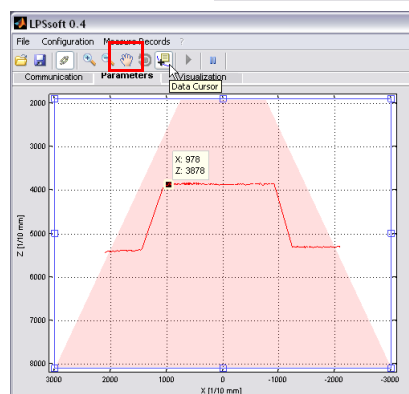 LPSsoft 0.4
File Configuration Measure Records ?
Communication Parameters Visualization
Data Cursor
2000
3000
4000
5000
6000
7000
8000
Z [1/10 mm]
X: 978
Z: 3878
3000 2000 1000 0 -1000 -2000 -3000
X [1/10 mm]